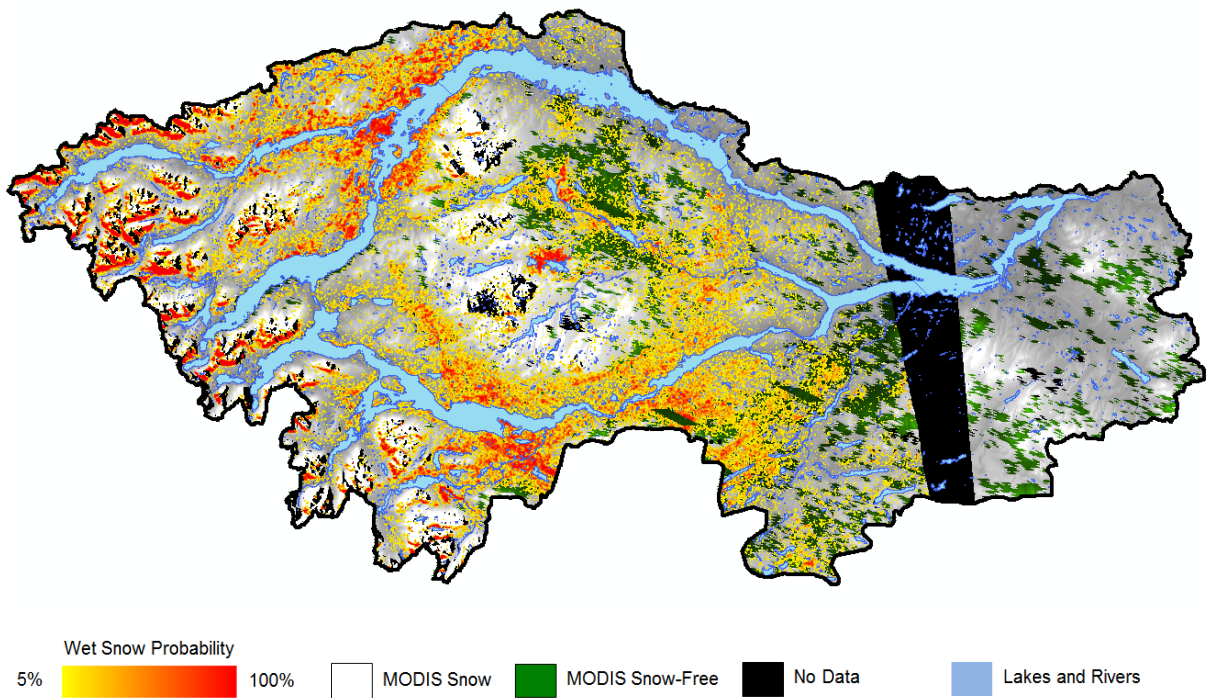 Wet Snow Probability
5% 100% MODIS Snow MODIS Snow-Free No Data Lakes and Rivers